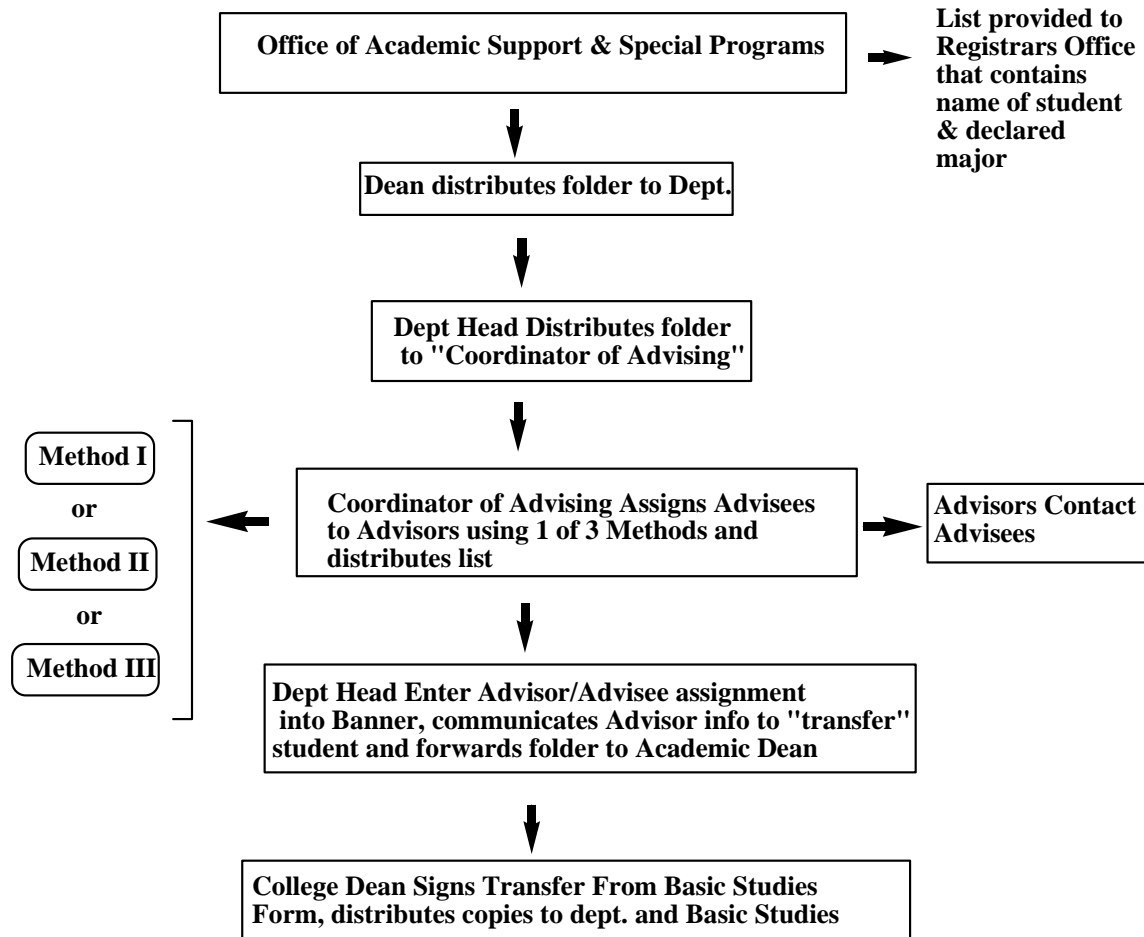 Office of Academic Support & Special Programs
List provided to
Registrars Office
that contains
name of student
& declared
major
Dean distributes folder to Dept.
Dept Head Distributes folder
to "Coordinator of Advising"
Method I
or
Method II
or
Method III
Coordinator of Advising Assigns Advisees
to Advisors using 1 of 3 Methods and
distributes list
Advisors Contact
Advisees
Dept Head Enter Advisor/Advisee assignment
into Banner, communicates Advisor info to "transfer"
student and forwards folder to Academic Dean
College Dean Signs Transfer From Basic Studies
Form, distributes copies to dept. and Basic Studies